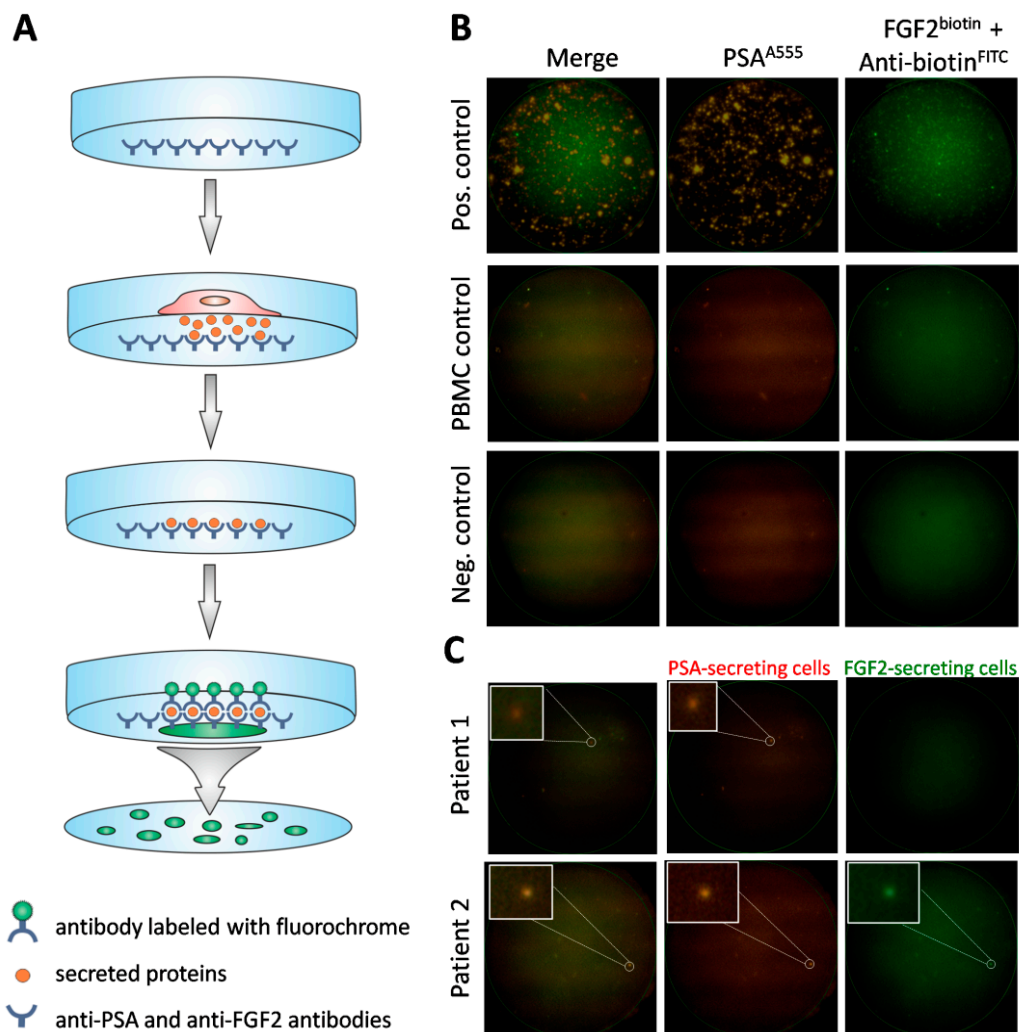 A
antibody labeled with fluorochrome
secreted proteins
anti-PSA and anti-FGF2 antibodies
B
Merge
PSA^A555
FGF2^biotin +
Anti-biotin^FITC
Pos. control
PBMC control
Neg. control
C
PSA-secreting cells
FGF2-secreting cells
Patient 1
Patient 2